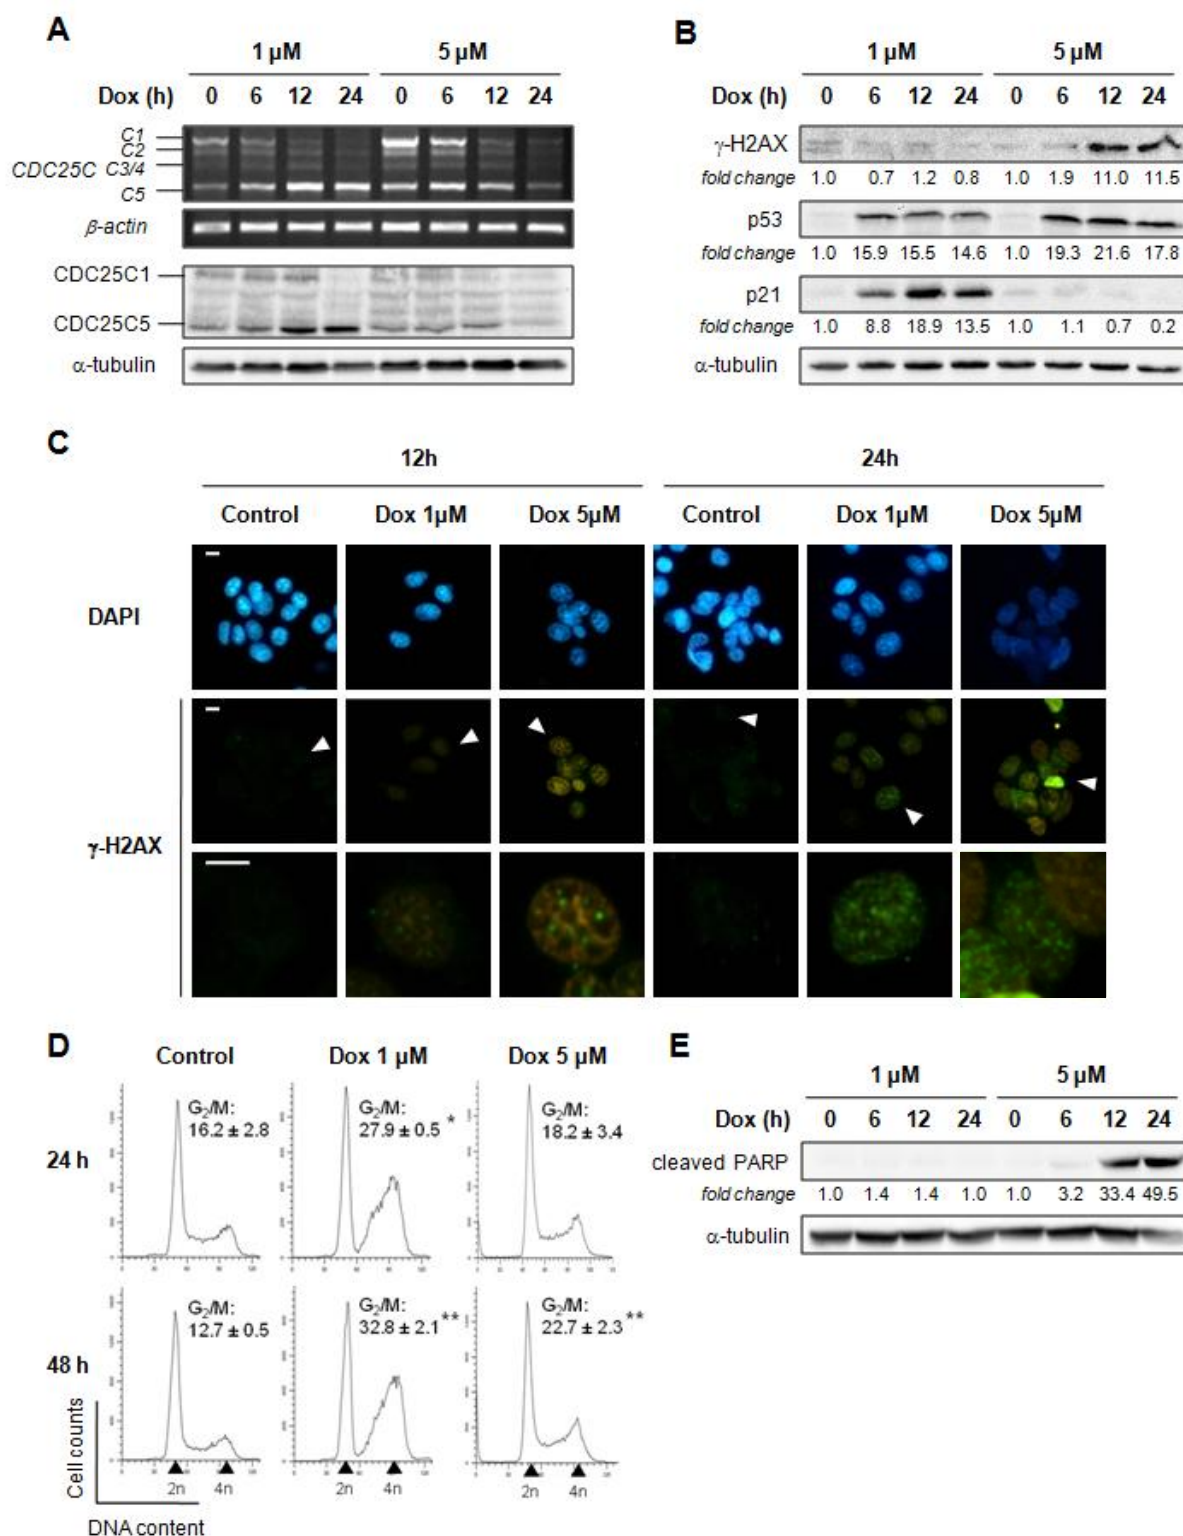 A
1 µM 5 µM
Dox (h) 0 6 12 24 0 6 12 24
C1
C2
CDC25C C3/4
C5
β-actin
CDC25C1
CDC25C5
α-tubulin
B
1 µM 5 µM
Dox (h) 0 6 12 24 0 6 12 24
γ-H2AX
fold change 1.0 0.7 1.2 0.8 1.0 1.9 11.0 11.5
p53
fold change 1.0 15.9 15.5 14.6 1.0 19.3 21.6 17.8
p21
fold change 1.0 8.8 18.9 13.5 1.0 1.1 0.7 0.2
α-tubulin
C
12h 24h
Control Dox 1µM Dox 5µM Control Dox 1µM Dox 5µM
DAPI
γ-H2AX
D
Control Dox 1 µM Dox 5 µM
24 h
G₂/M: G₂/M: G₂/M:
16.2 ± 2.8 27.9 ± 0.5 * 18.2 ± 3.4
48 h
G₂/M: G₂/M: G₂/M:
12.7 ± 0.5 32.8 ± 2.1 ** 22.7 ± 2.3 **
Cell counts
2n 4n 2n 4n 2n 4n
DNA content
E
1 µM 5 µM
Dox (h) 0 6 12 24 0 6 12 24
cleaved PARP
fold change 1.0 1.4 1.4 1.0 1.0 3.2 33.4 49.5
α-tubulin